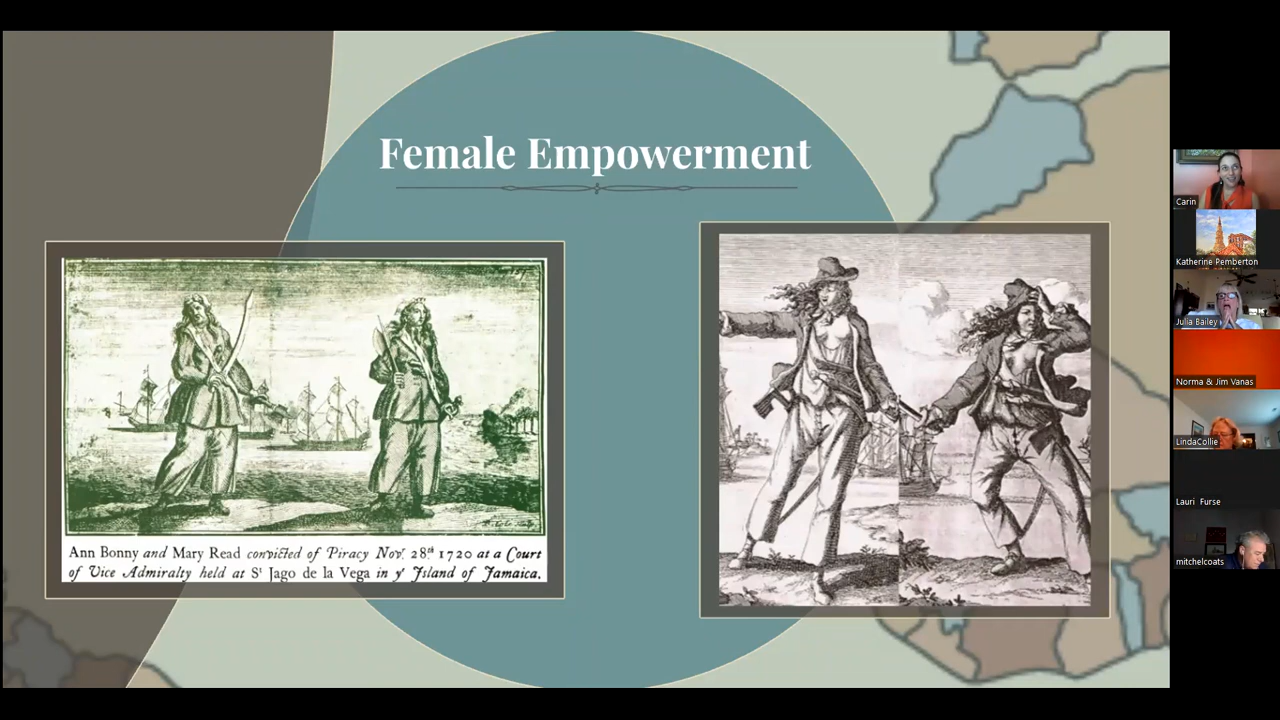 Female Empowerment
Ann Bonny and Mary Read convicted of Piracy Nov.r 28th 1720 at a Court
of Vice Admiralty held at St Jago de la Vega in ye Island of Jamaica.
Carin
Katherine Pemberton
Julia Bailey
Norma & Jim Vanas
LindaCollie
Lauri Furse
mitchelcoats